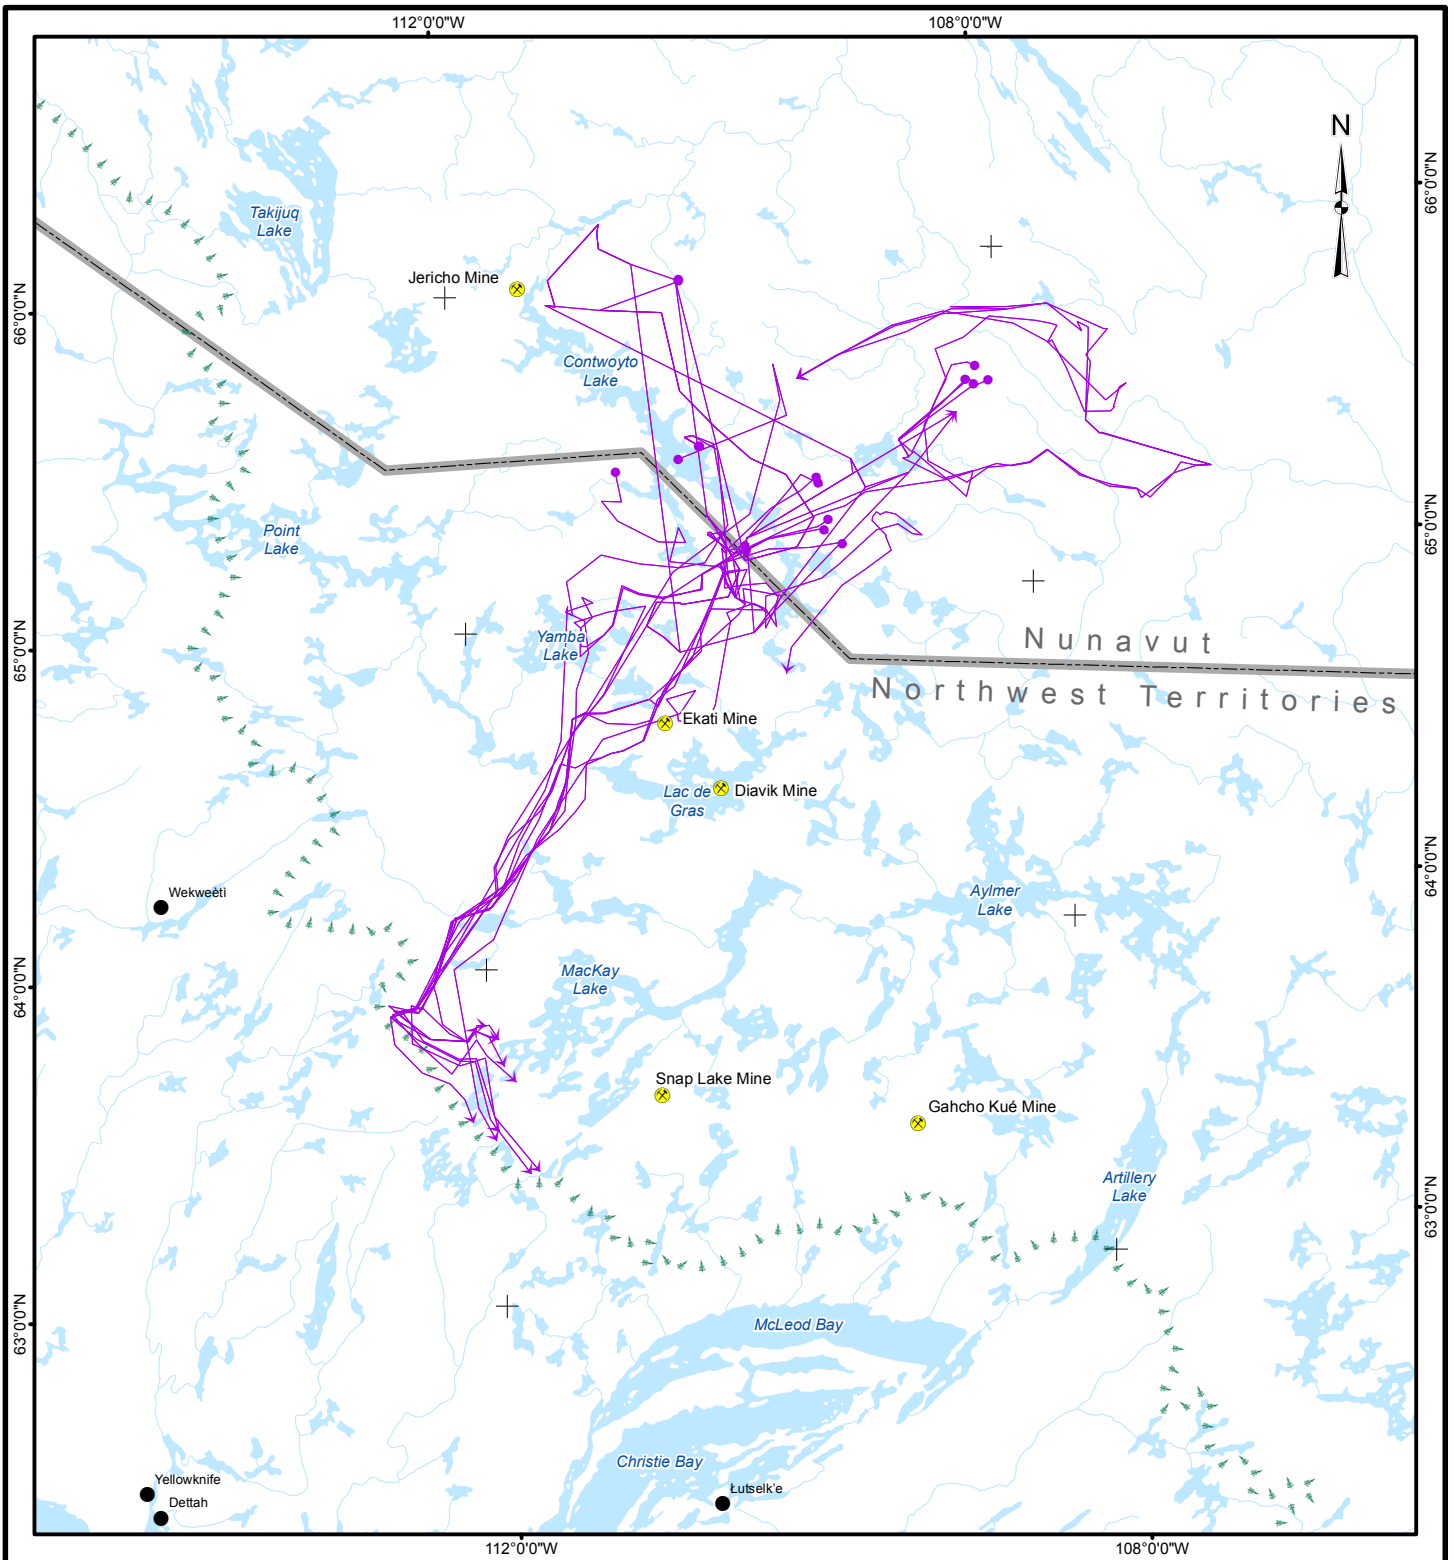 112°0'0"W
108°0'0"W
N
66°0'0"N
Takijuq
Lake
Jericho Mine
66°0'0"N
Contwoyto
Lake
65°0'0"N
Point
Lake
Yamba
Lake
65°0'0"N
Nunavut
Northwest Territories
Ekati Mine
Lac de
Gras
Diavik Mine
64°0'0"N
Wekweètì
Aylmer
Lake
MacKay
Lake
64°0'0"N
Snap Lake Mine
Gahcho Kué Mine
Artillery
Lake
63°0'0"N
63°0'0"N
McLeod Bay
Christie Bay
Yellowknife
Dettah
Łutselk'e
112°0'0"W
108°0'0"W